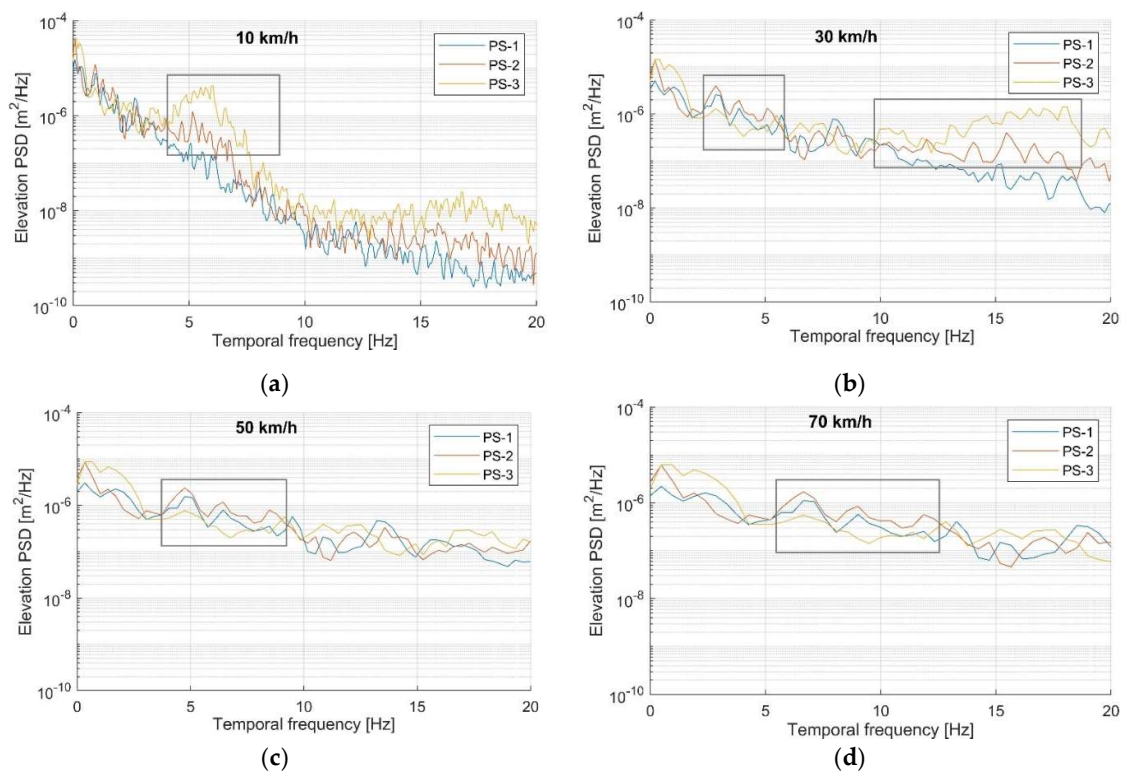 10 km/h
PS-1
PS-2
PS-3
Elevation PSD [m²/Hz]
10⁻⁴
10⁻⁶
10⁻⁸
10⁻¹⁰
0 5 10 15 20
Temporal frequency [Hz]
(a)
30 km/h
PS-1
PS-2
PS-3
Elevation PSD [m²/Hz]
10⁻⁴
10⁻⁶
10⁻⁸
10⁻¹⁰
0 5 10 15 20
Temporal frequency [Hz]
(b)
50 km/h
PS-1
PS-2
PS-3
Elevation PSD [m²/Hz]
10⁻⁴
10⁻⁶
10⁻⁸
10⁻¹⁰
0 5 10 15 20
Temporal frequency [Hz]
(c)
70 km/h
PS-1
PS-2
PS-3
Elevation PSD [m²/Hz]
10⁻⁴
10⁻⁶
10⁻⁸
10⁻¹⁰
0 5 10 15 20
Temporal frequency [Hz]
(d)